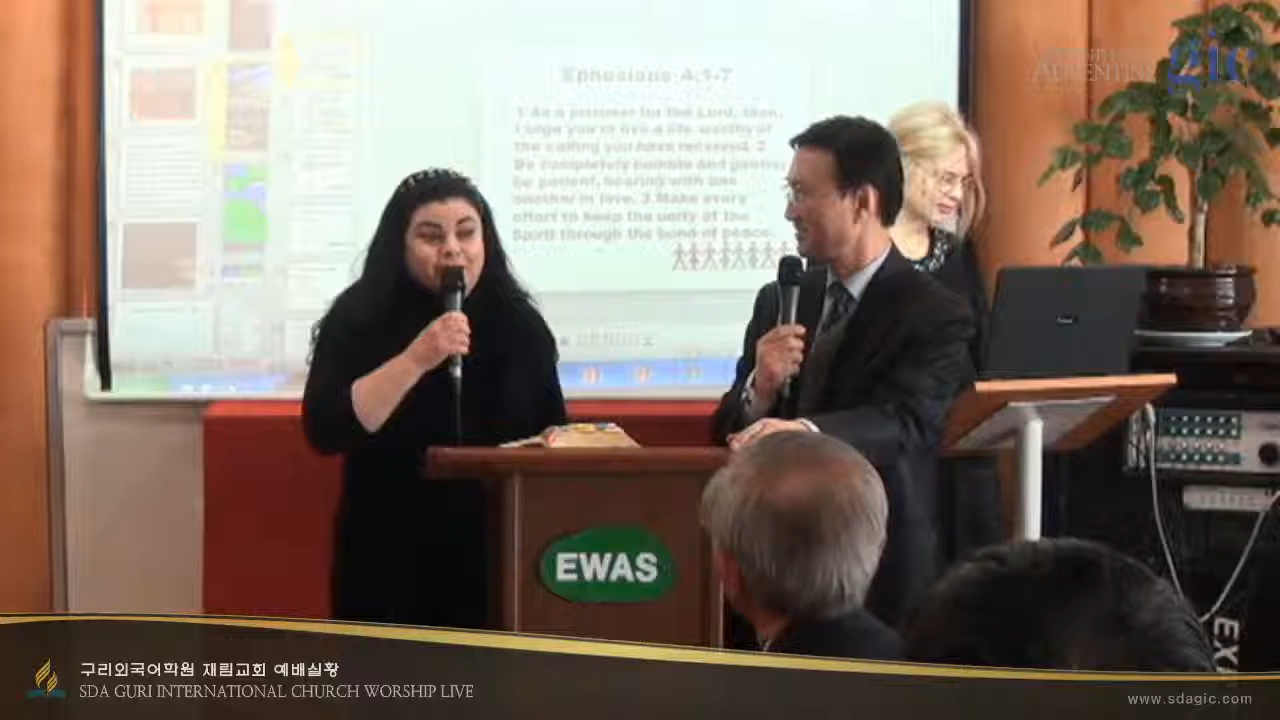 Ephesians 4:1-7
1 As a prisoner for the Lord, then,
I urge you to live a life worthy of
the calling you have received. 2
Be completely humble and gentle;
be patient, bearing with one
another in love. 3 Make every
effort to keep the unity of the
Spirit through the bond of peace.
gic
EWAS
구리외국어학원 재림교회 예배실황
SDA GURI INTERNATIONAL CHURCH WORSHIP LIVE
www.sdagic.com